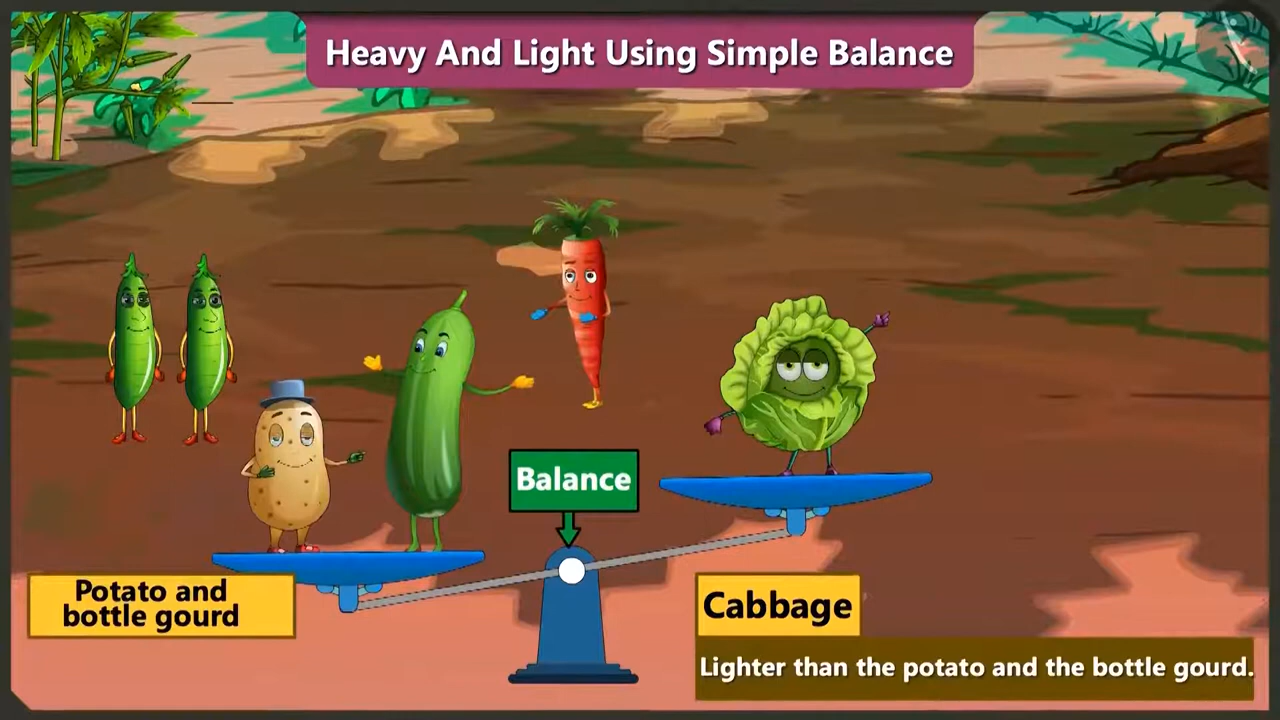 Heavy And Light Using Simple Balance
Balance
Potato and
bottle gourd
Cabbage
Lighter than the potato and the bottle gourd.